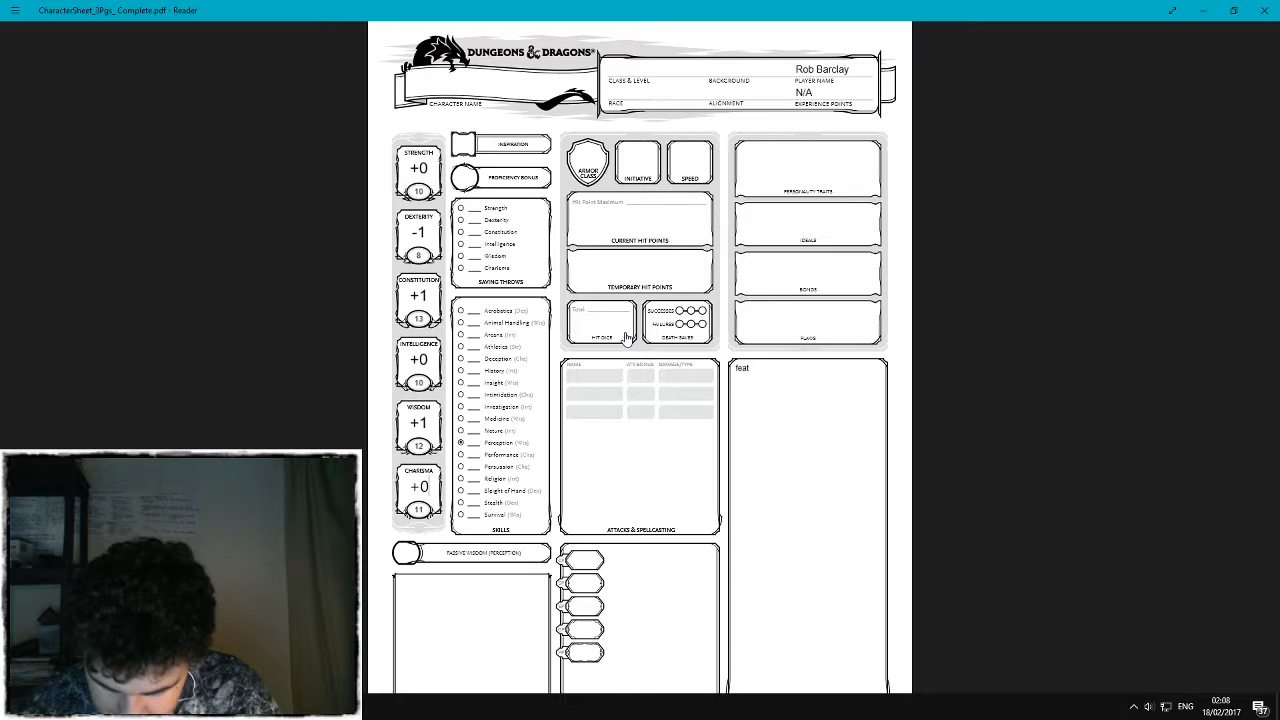 CharacterSheet_3Pgs_Complete.pdf - Reader
DUNGEONS & DRAGONS®
CHARACTER NAME
Rob Barclay
CLASS & LEVEL
BACKGROUND
PLAYER NAME
N/A
RACE
ALIGNMENT
EXPERIENCE POINTS
STRENGTH
+0
10
DEXTERITY
-1
8
CONSTITUTION
+1
13
INTELLIGENCE
+0
10
WISDOM
+1
12
CHARISMA
+0
11
INSPIRATION
PROFICIENCY BONUS
Strength
Dexterity
Constitution
Intelligence
Wisdom
Charisma
SAVING THROWS
Acrobatics (Dex)
Animal Handling (Wis)
Arcana (Int)
Athletics (Str)
Deception (Cha)
History (Int)
Insight (Wis)
Intimidation (Cha)
Investigation (Int)
Medicine (Wis)
Nature (Int)
Perception (Wis)
Performance (Cha)
Persuasion (Cha)
Religion (Int)
Sleight of Hand (Dex)
Stealth (Dex)
Survival (Wis)
SKILLS
PASSIVE WISDOM (PERCEPTION)
ARMOR
CLASS
INITIATIVE
SPEED
Hit Point Maximum
CURRENT HIT POINTS
TEMPORARY HIT POINTS
Total
HIT DICE
SUCCESSES
FAILURES
DEATH SAVES
NAME
ATK BONUS
DAMAGE/TYPE
ATTACKS & SPELLCASTING
PERSONALITY TRAITS
IDEALS
BONDS
FLAWS
feat
ENG
02:08
18/02/2017